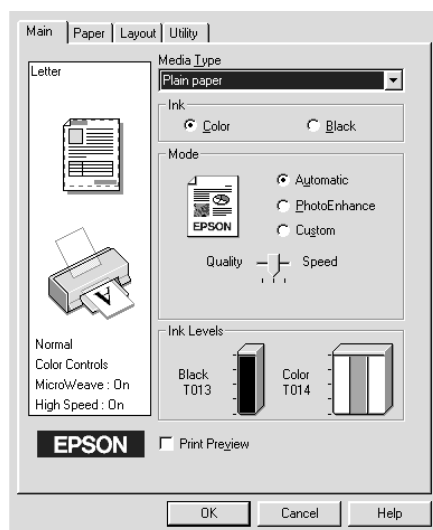 Main Paper Layout Utility
Letter
Media Type
Plain paper
Ink
Color Black
Mode
EPSON
Automatic
PhotoEnhance
Custom
Quality Speed
A
Normal
Color Controls
MicroWeave : On
High Speed : On
Ink Levels
Black
T013
Color
T014
EPSON
Print Preview
OK Cancel Help